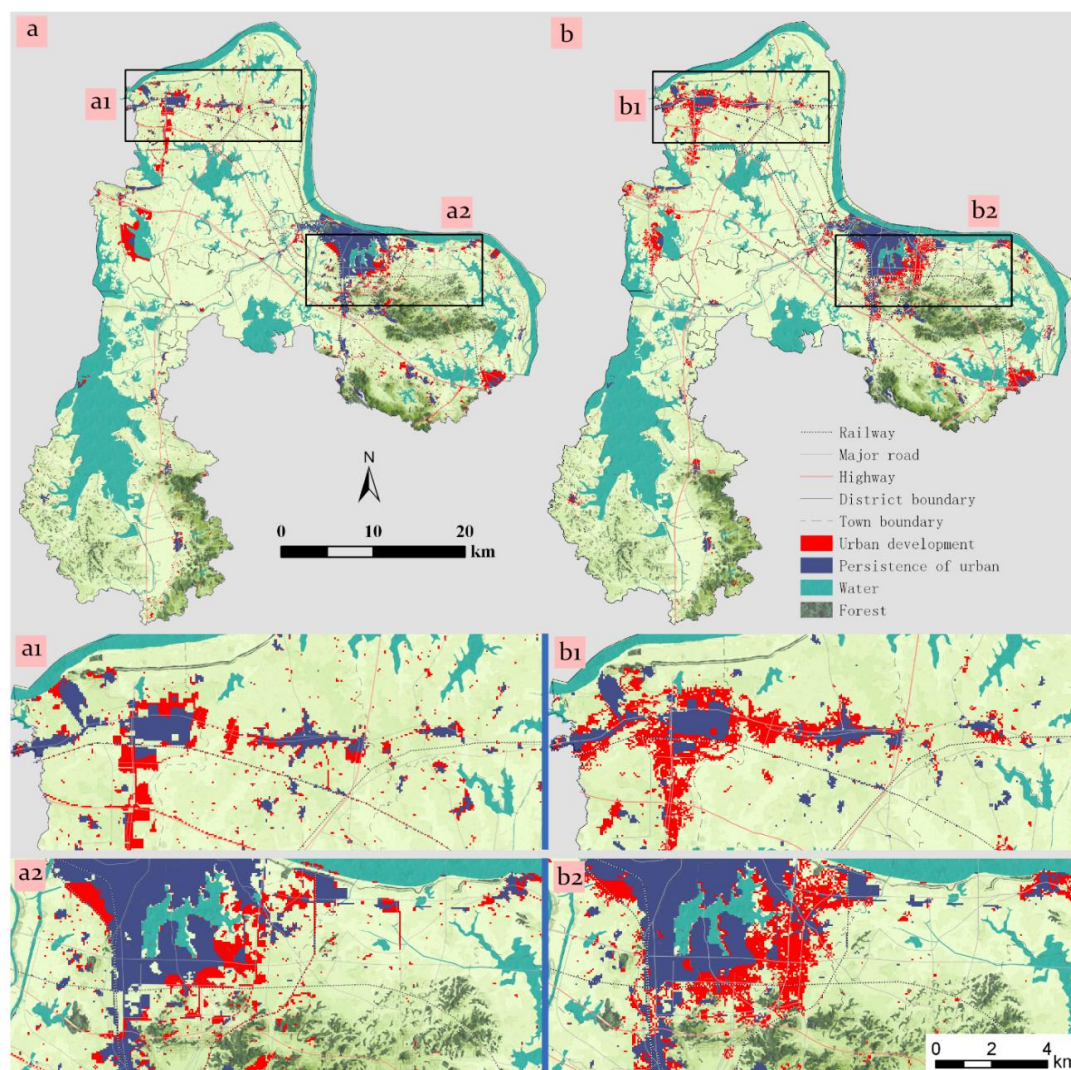 a
b
a1
b1
a2
b2
N
0 10 20
km
Railway
Major road
Highway
District boundary
Town boundary
Urban development
Persistence of urban
Water
Forest
a1
b1
a2
b2
0 2 4
km